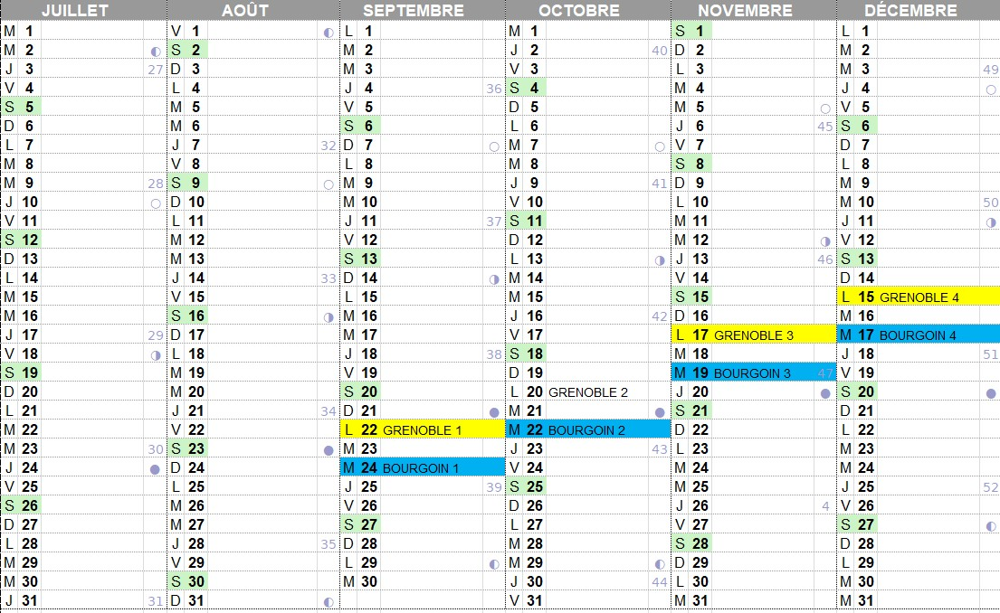 JUILLET
M 1
M 2
J 3 27
V 4
S 5
D 6
L 7
M 8
M 9 28
J 10
V 11
S 12
D 13
L 14
M 15
M 16
J 17 29
V 18
S 19
D 20
L 21
M 22
M 23 30
J 24
V 25
S 26
D 27
L 28
M 29
M 30
J 31 31
AOÛT
V 1
S 2
D 3
L 4
M 5
M 6
J 7 32
V 8
S 9
D 10
L 11
M 12
M 13
J 14 33
V 15
S 16
D 17
L 18
M 19
M 20
J 21 34
V 22
S 23
D 24
L 25
M 26
M 27
J 28 35
V 29
S 30
D 31
SEPTEMBRE
L 1
M 2
M 3
J 4 36
V 5
S 6
D 7
L 8
M 9
M 10
J 11 37
V 12
S 13
D 14
L 15
M 16
M 17
J 18 38
V 19
S 20
D 21
L 22 GRENOBLE 1
M 23
M 24 BOURGOIN 1
J 25 39
V 26
S 27
D 28
L 29
M 30
OCTOBRE
M 1
J 2 40
V 3
S 4
D 5
L 6
M 7
M 8
J 9 41
V 10
S 11
D 12
L 13
M 14
M 15
J 16 42
V 17
S 18
D 19
L 20 GRENOBLE 2
M 21
M 22 BOURGOIN 2
J 23 43
V 24
S 25
D 26
L 27
M 28
M 29
J 30 44
V 31
NOVEMBRE
S 1
D 2
L 3
M 4
M 5
J 6 45
V 7
S 8
D 9
L 10
M 11
M 12
J 13 46
V 14
S 15
D 16
L 17 GRENOBLE 3
M 18
M 19 BOURGOIN 3 47
J 20
S 21
D 22
L 23
M 24
M 25
J 26 4
V 27
S 28
D 29
L 30
M 31
DÉCEMBRE
L 1
M 2
M 3 49
J 4
V 5
S 6
D 7
L 8
M 9
M 10 50
J 11
V 12
S 13
D 14
L 15 GRENOBLE 4
M 16
M 17 BOURGOIN 4
J 18 51
V 19
S 20
D 21
L 22
M 23
M 24
J 25 52
V 26
S 27
D 28
L 29
M 30
M 31